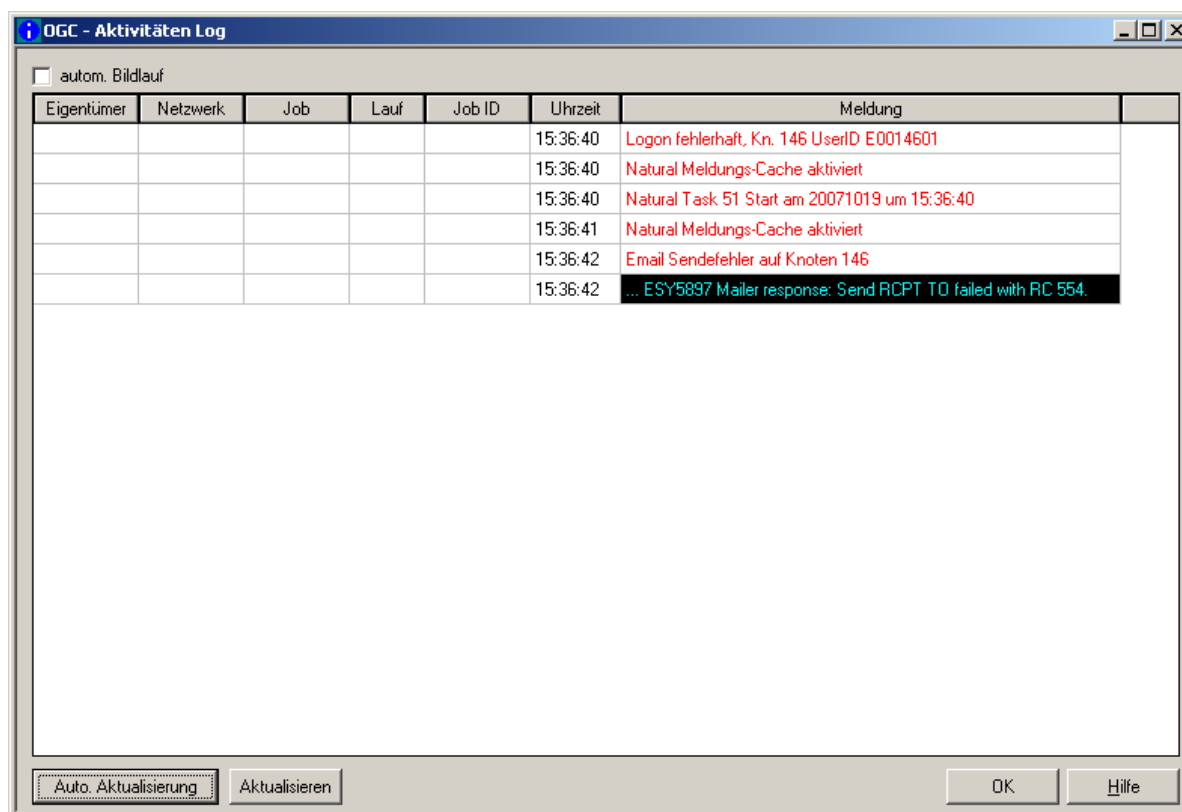 OGC - Aktivitäten Log
autom. Bildlauf
Eigentümer Netzwerk Job Lauf Job ID Uhrzeit Meldung
15:36:40 Logon fehlerhaft, Kn. 146 UserID E0014601
15:36:40 Natural Meldungs-Cache aktiviert
15:36:40 Natural Task 51 Start am 20071019 um 15:36:40
15:36:41 Natural Meldungs-Cache aktiviert
15:36:42 Email Sendefehler auf Knoten 146
15:36:42 ... ESY5897 Mailer response: Send RCPT TO failed with RC 554.
Auto. Aktualisierung Aktualisieren OK Hilfe